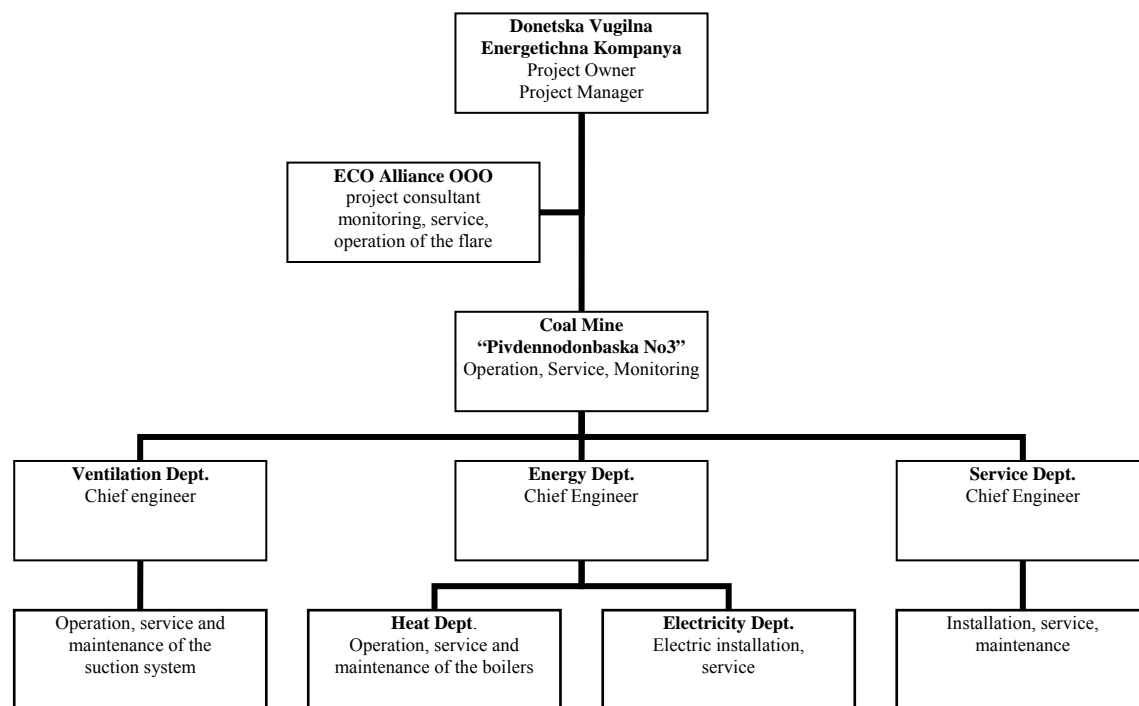 Donetska Vugilna
Energetichna Kompanya
Project Owner
Project Manager
ECO Alliance OOO
project consultant
monitoring, service,
operation of the flare
Coal Mine
“Pivdennodonbaska No3”
Operation, Service, Monitoring
Ventilation Dept.
Chief engineer
Energy Dept.
Chief Engineer
Service Dept.
Chief Engineer
Operation, service and
maintenance of the
suction system
Heat Dept.
Operation, service and
maintenance of the boilers
Electricity Dept.
Electric installation,
service
Installation, service,
maintenance